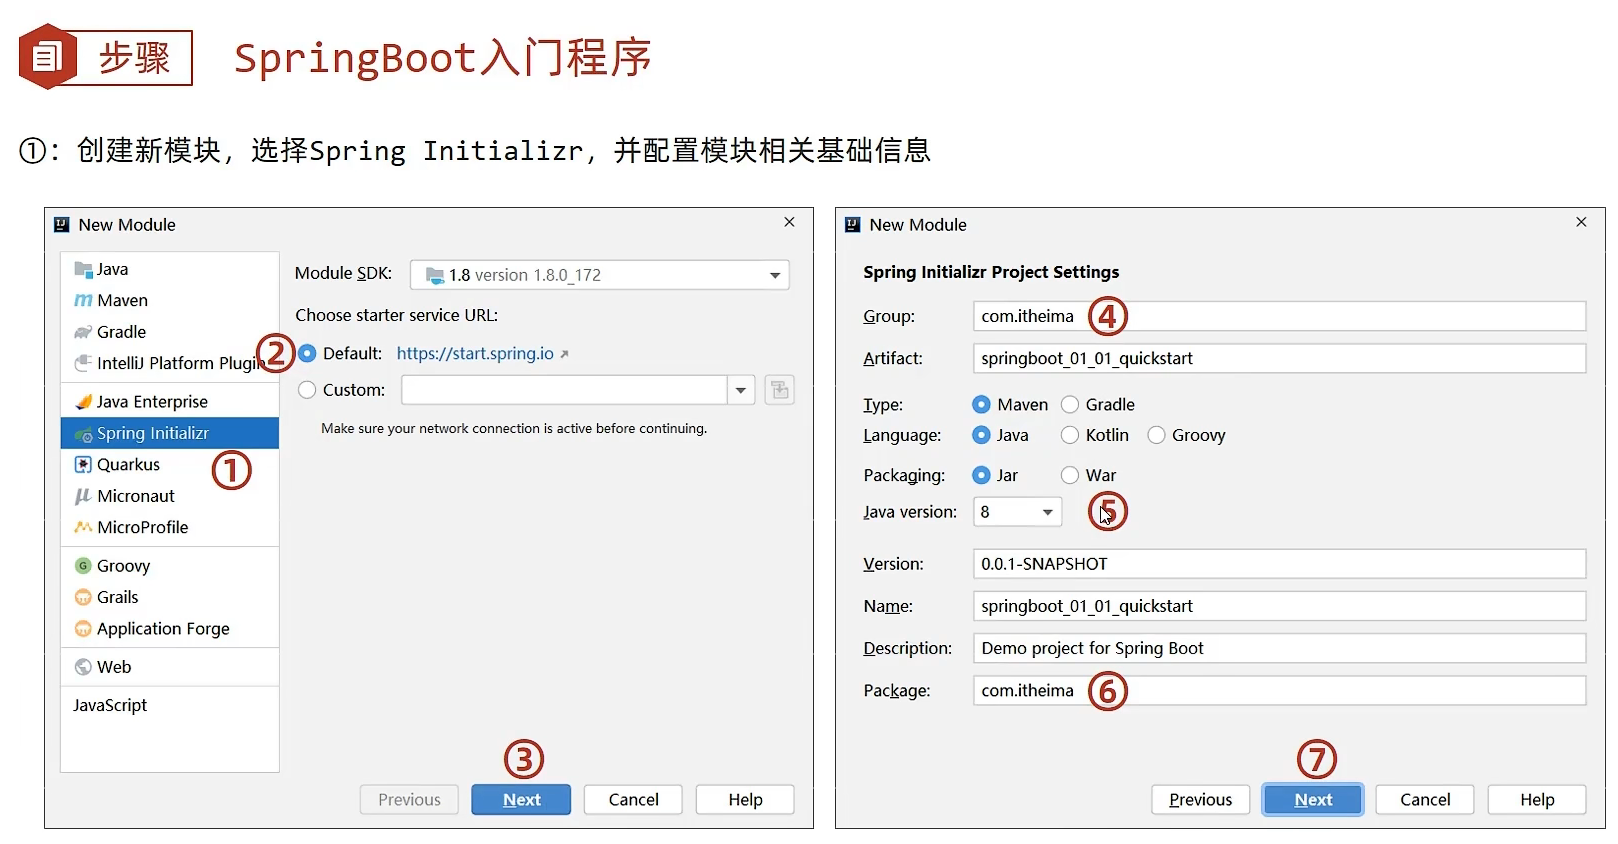 步骤
SpringBoot入门程序
①：创建新模块，选择Spring Initializr，并配置模块相关基础信息
New Module
Java
Maven
Gradle
IntelliJ Platform Plugin
Java Enterprise
Spring Initializr
①
Quarkus
Micronaut
MicroProfile
Groovy
Grails
Application Forge
Web
JavaScript
Module SDK: 1.8 version 1.8.0_172
Choose starter service URL:
② Default: https://start.spring.io
Custom:
Make sure your network connection is active before continuing.
③
Previous Next Cancel Help
New Module
Spring Initializr Project Settings
Group: com.itheima ④
Artifact: springboot_01_01_quickstart
Type: Maven Gradle
Language: Java Kotlin Groovy
Packaging: Jar War
Java version: 8 ⑤
Version: 0.0.1-SNAPSHOT
Name: springboot_01_01_quickstart
Description: Demo project for Spring Boot
Package: com.itheima ⑥
⑦
Previous Next Cancel Help